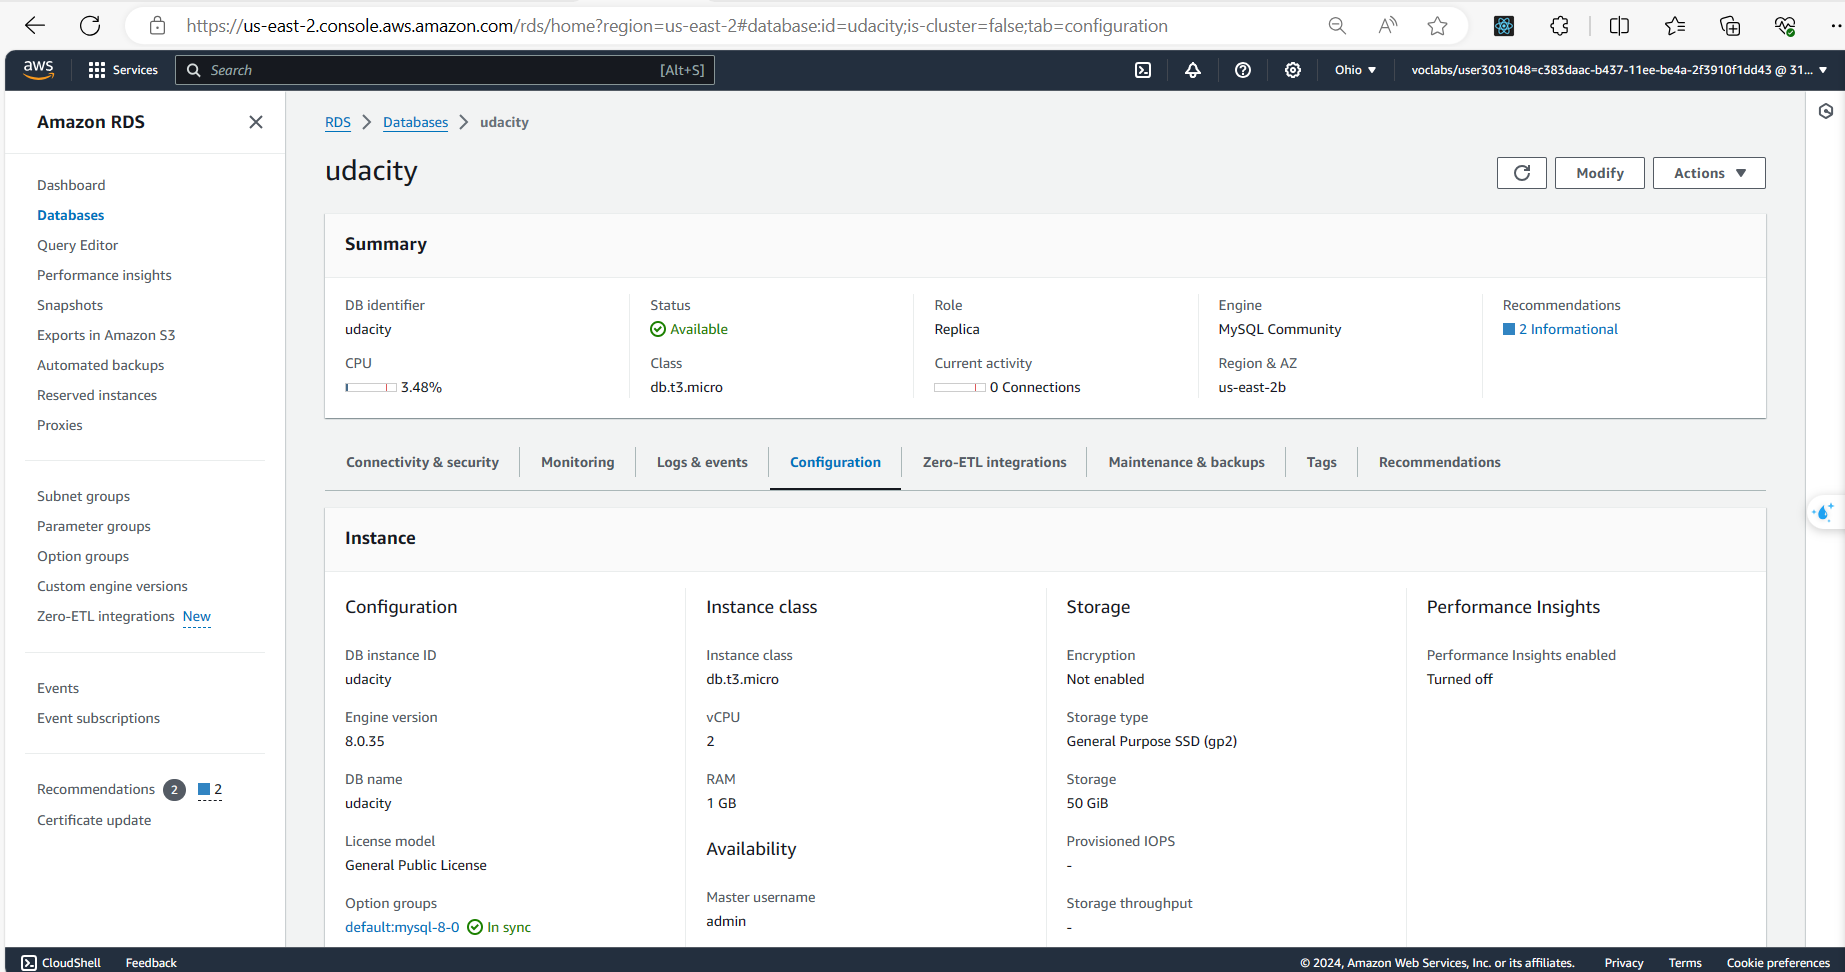 https://us-east-2.console.aws.amazon.com/rds/home?region=us-east-2#database:id=udacity;is-cluster=false;tab=configuration
aws
Services
Search
[Alt+S]
Ohio
voclabs/user3031048=c383daac-b437-11ee-be4a-2f3910f1dd43 @ 31...
Amazon RDS
Dashboard
Databases
Query Editor
Performance insights
Snapshots
Exports in Amazon S3
Automated backups
Reserved instances
Proxies
Subnet groups
Parameter groups
Option groups
Custom engine versions
Zero-ETL integrations New
Events
Event subscriptions
Recommendations 2 2
Certificate update
RDS > Databases > udacity
udacity
Modify
Actions
Summary
DB identifier
udacity
CPU
3.48%
Status
Available
Class
db.t3.micro
Role
Replica
Current activity
0 Connections
Engine
MySQL Community
Region & AZ
us-east-2b
Recommendations
2 Informational
Connectivity & security
Monitoring
Logs & events
Configuration
Zero-ETL integrations
Maintenance & backups
Tags
Recommendations
Instance
Configuration
DB instance ID
udacity
Engine version
8.0.35
DB name
udacity
License model
General Public License
Option groups
default:mysql-8-0 In sync
Instance class
Instance class
db.t3.micro
vCPU
2
RAM
1 GB
Availability
Master username
admin
Storage
Encryption
Not enabled
Storage type
General Purpose SSD (gp2)
Storage
50 GiB
Provisioned IOPS
-
Storage throughput
-
Performance Insights
Performance Insights enabled
Turned off
CloudShell
Feedback
© 2024, Amazon Web Services, Inc. or its affiliates.
Privacy
Terms
Cookie preferences